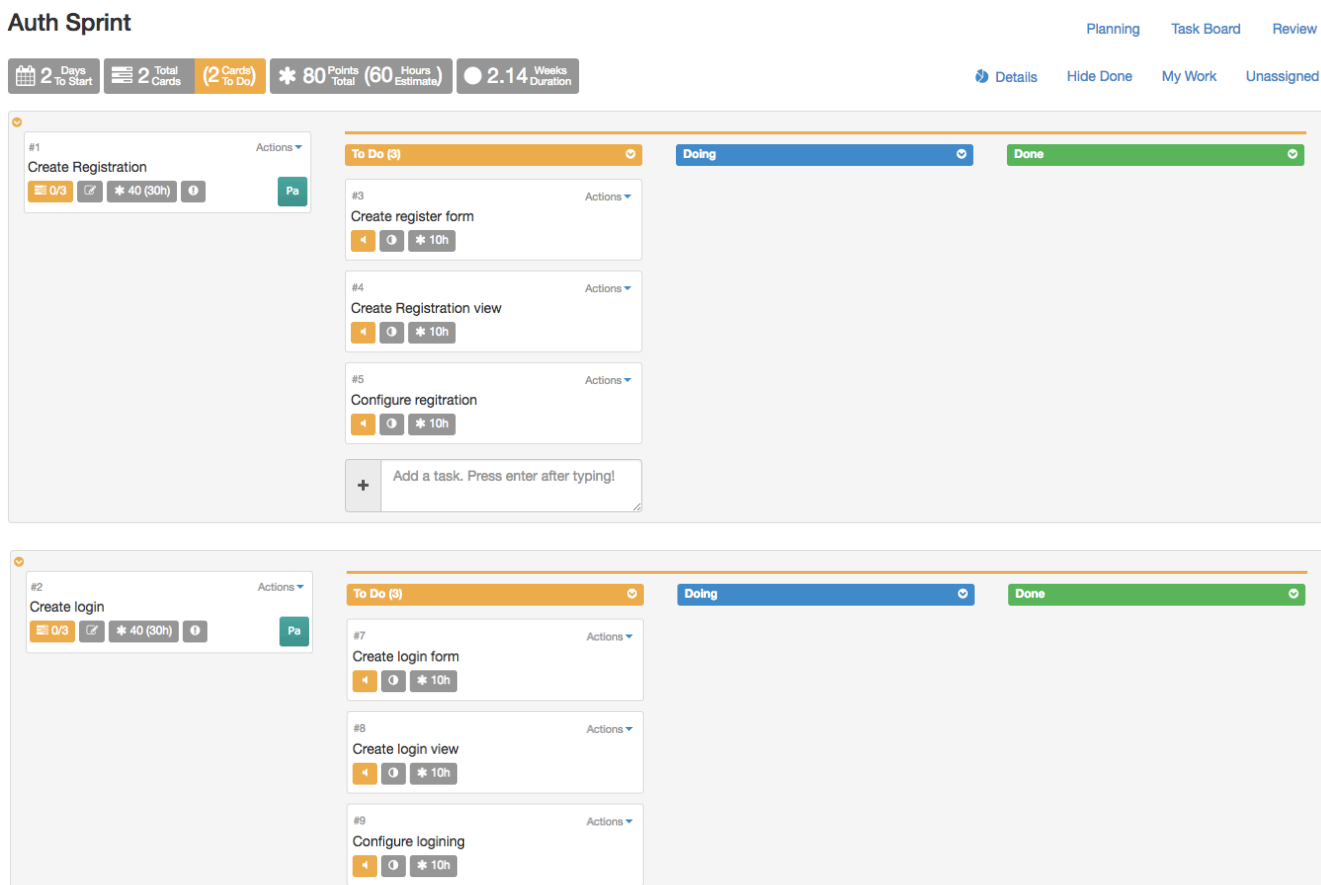 Auth Sprint
Planning Task Board Review
2 Days To Start 2 Total Cards (2 Cards To Do) 80 Points Total (60 Hours Estimate) 2.14 Weeks Duration
Details Hide Done My Work Unassigned
#1 Actions
Create Registration
0/3 40 (30h) Pa
To Do (3) Doing Done
#3 Actions
Create register form
10h
#4 Actions
Create Registration view
10h
#5 Actions
Configure regitration
10h
+ Add a task. Press enter after typing!
#2 Actions
Create login
0/3 40 (30h) Pa
To Do (3) Doing Done
#7 Actions
Create login form
10h
#8 Actions
Create login view
10h
#9 Actions
Configure logining
10h